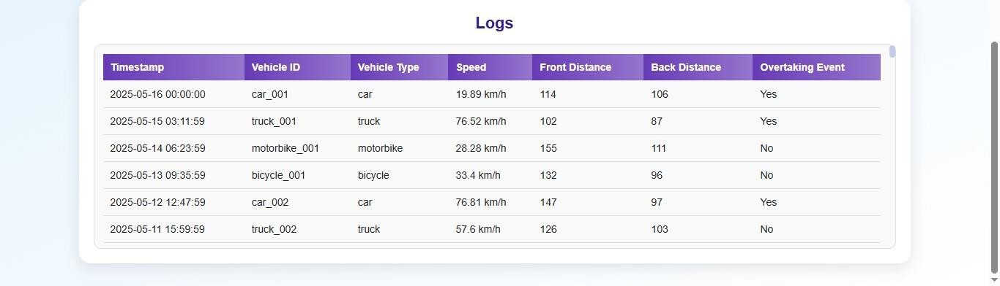 Logs
Timestamp Vehicle ID Vehicle Type Speed Front Distance Back Distance Overtaking Event
2025-05-16 00:00:00 car_001 car 19.89 km/h 114 106 Yes
2025-05-15 03:11:59 truck_001 truck 76.52 km/h 102 87 Yes
2025-05-14 06:23:59 motorbike_001 motorbike 28.28 km/h 155 111 No
2025-05-13 09:35:59 bicycle_001 bicycle 33.4 km/h 132 96 No
2025-05-12 12:47:59 car_002 car 76.81 km/h 147 97 Yes
2025-05-11 15:59:59 truck_002 truck 57.6 km/h 126 103 No